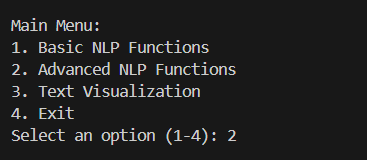 Main Menu:
1. Basic NLP Functions
2. Advanced NLP Functions
3. Text Visualization
4. Exit
Select an option (1-4): 2